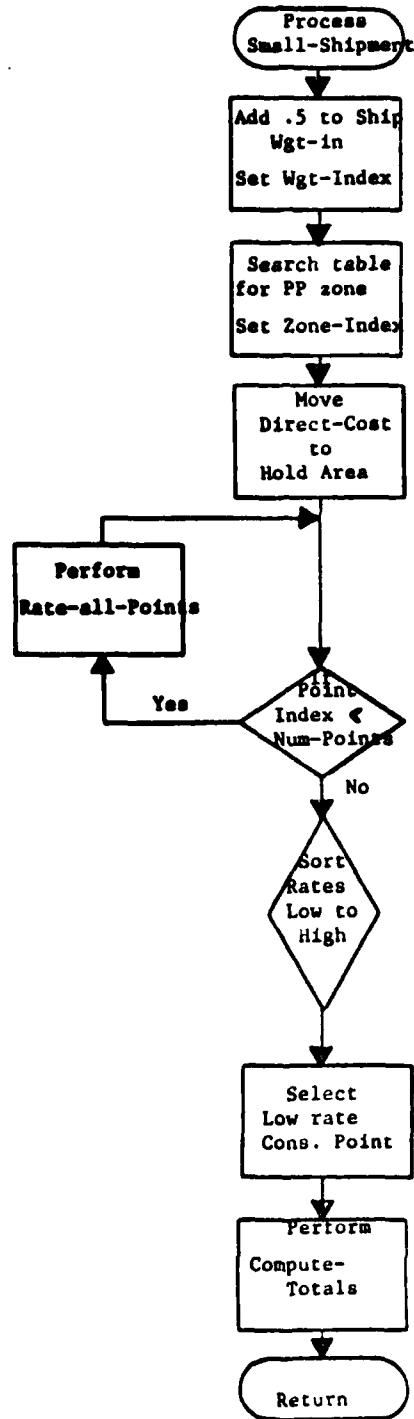 Process
Small-Shipment
Add .5 to Ship
Wgt-in
Set Wgt-Index
Search table
for PP zone
Set Zone-Index
Move
Direct-Cost
to
Hold Area
Perform
Rate-all-Points
Yes
If
Point
Index <
Num-Points
No
Sort
Rates
Low to
High
Select
Low rate
Cons. Point
Perform
Compute-
Totals
Return